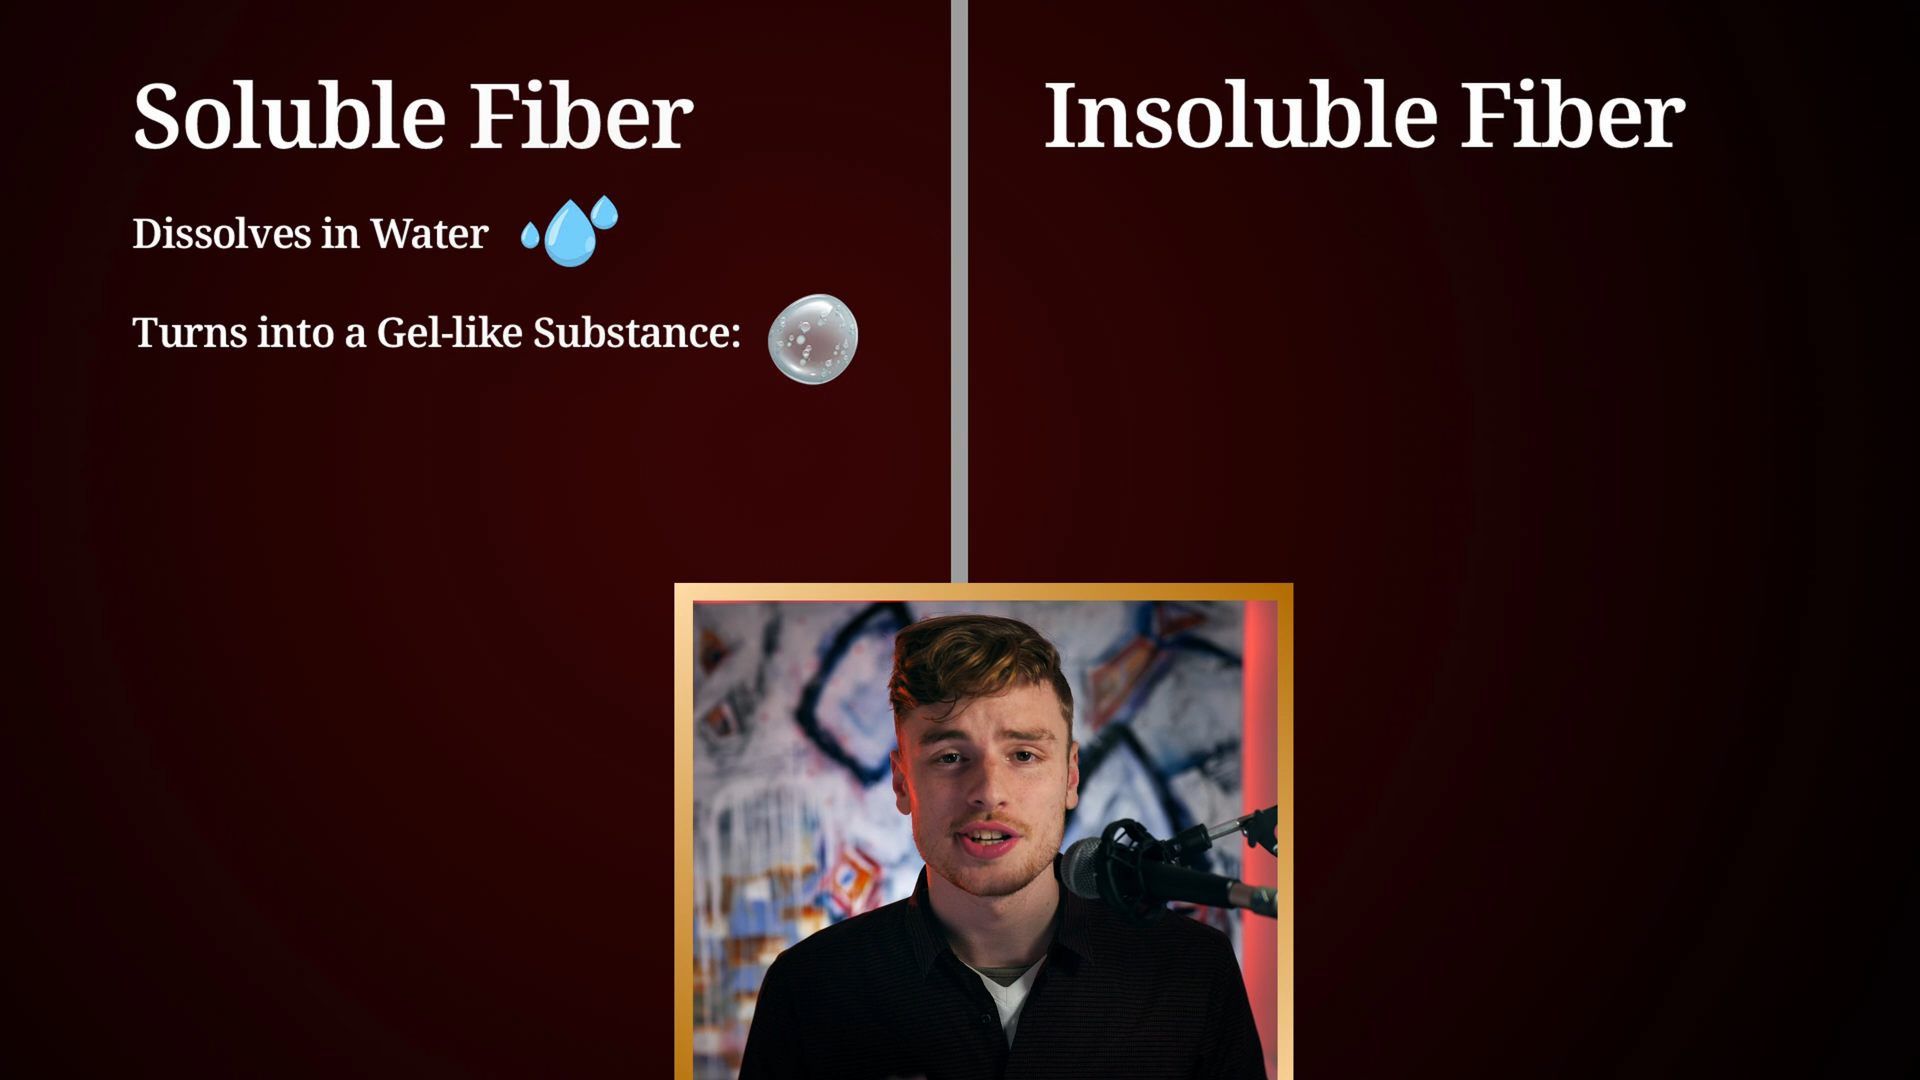 Soluble Fiber
Dissolves in Water
Turns into a Gel-like Substance:
Insoluble Fiber